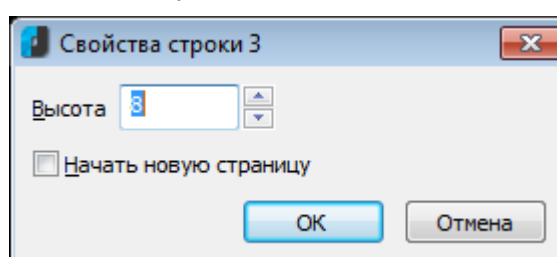 Свойства строки 3
Высота 8
Начать новую страницу
ОК Отмена